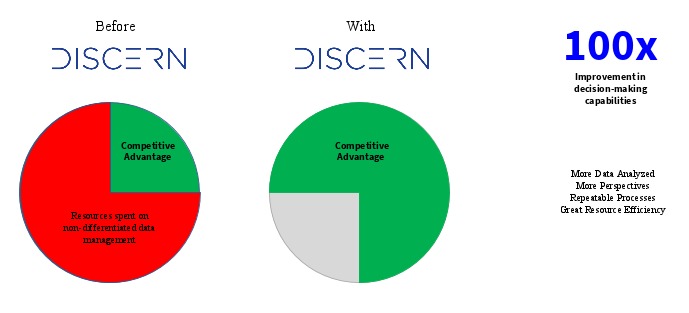 Before
DISCERN
Competitive
Advantage
Resources spent on
non-differentiated data
management
With
DISCERN
Competitive
Advantage
100x
Improvement in
decision-making
capabilities
More Data Analyzed
More Perspectives
Repeatable Processes
Great Resource Efficiency